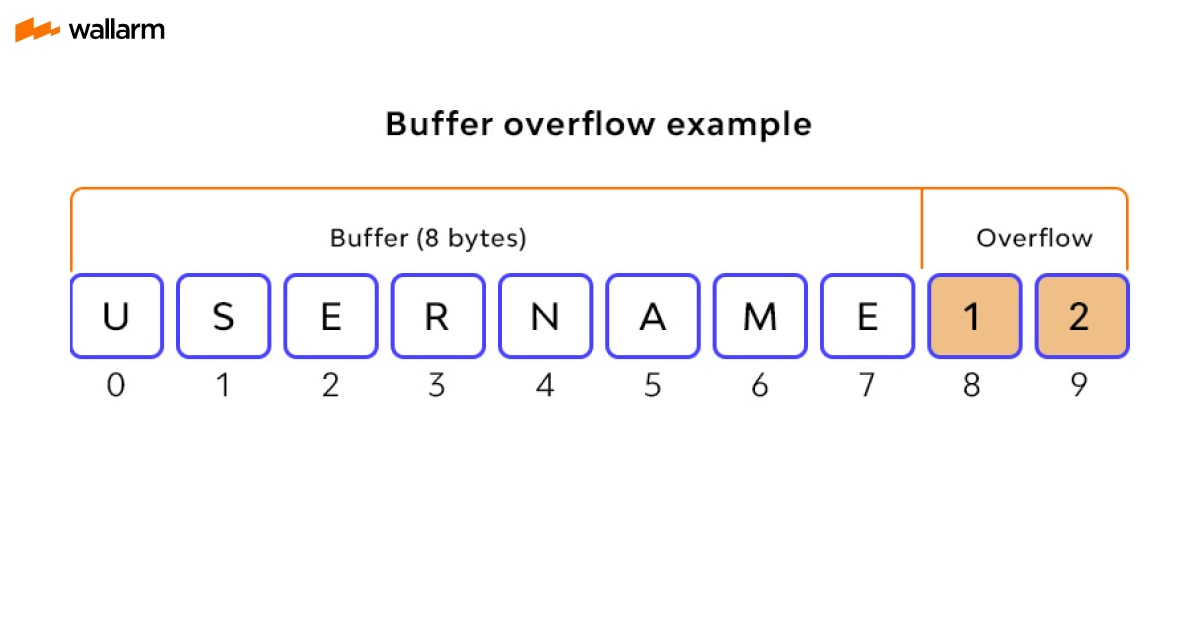 wallarm
Buffer overflow example
Buffer (8 bytes) Overflow
U S E R N A M E 1 2
0 1 2 3 4 5 6 7 8 9